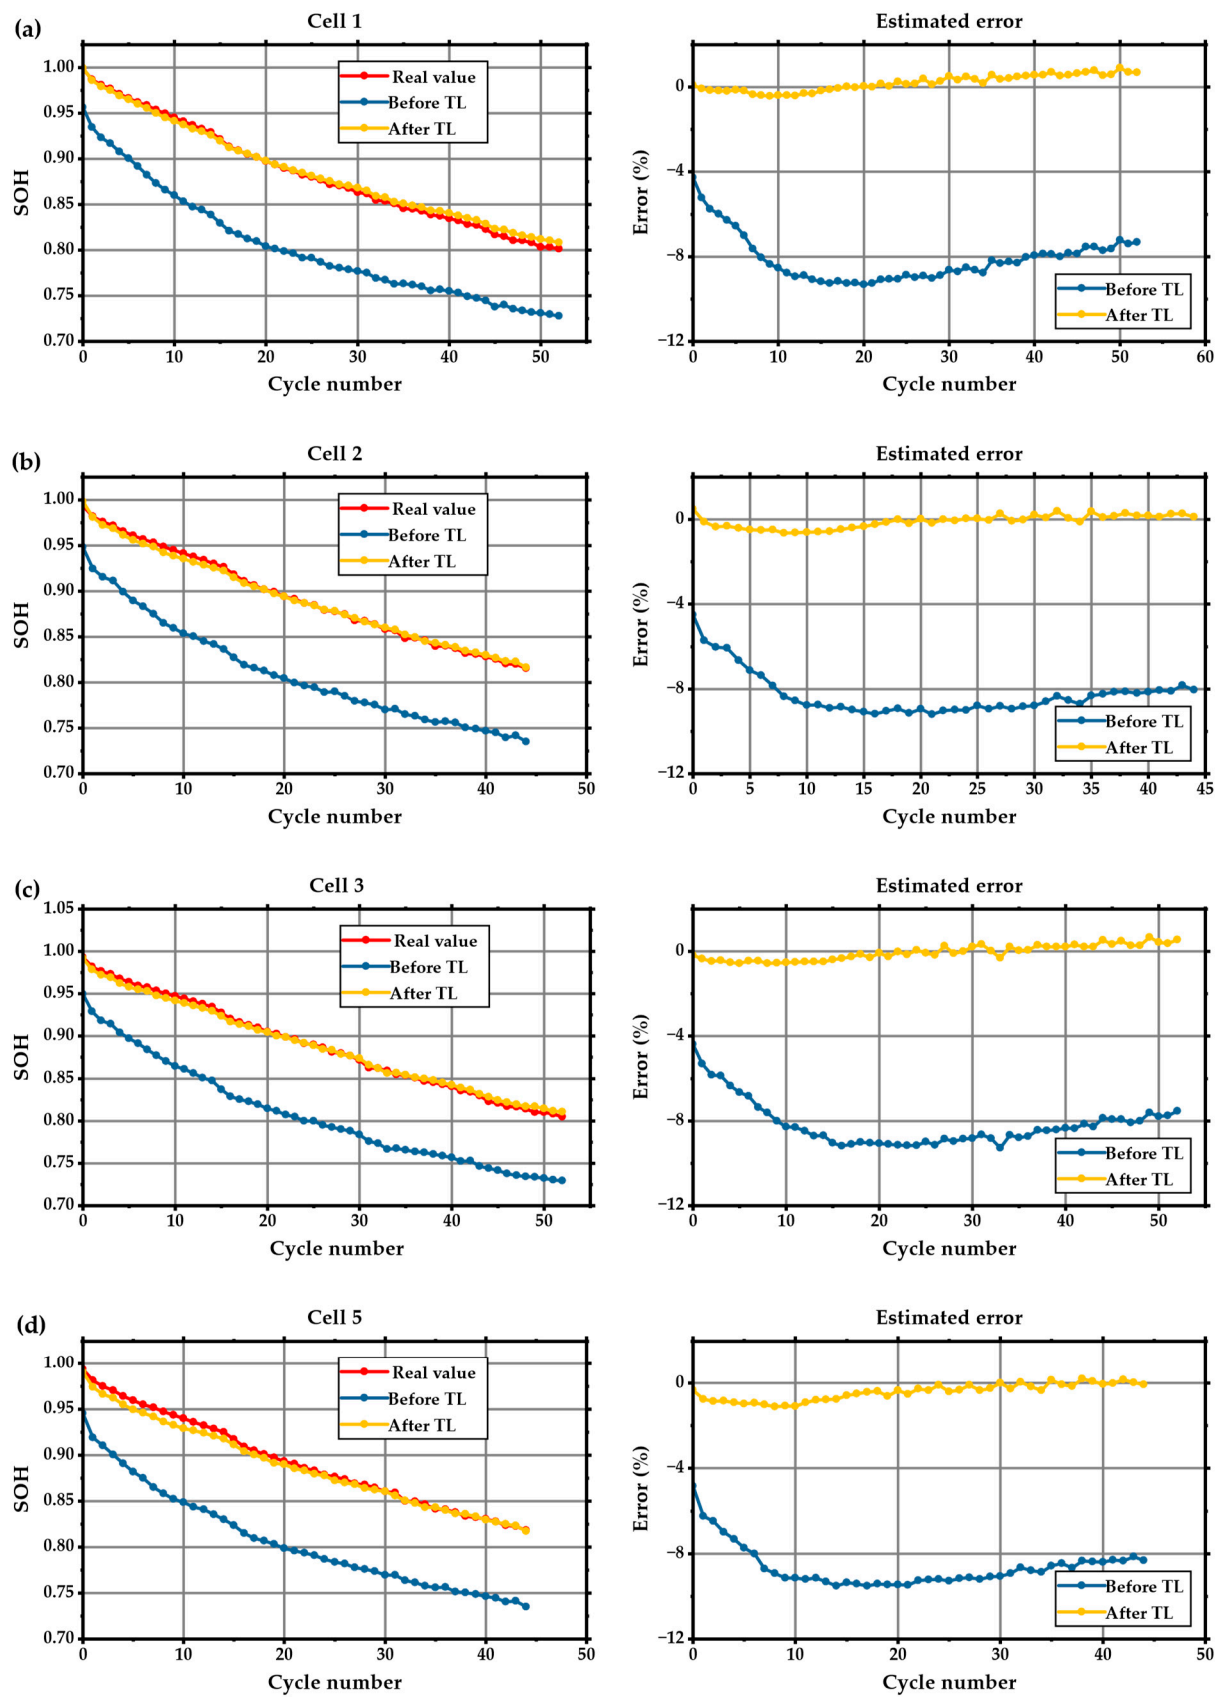 (a)
Cell 1
Estimated error
1.00
0.95
0.90
0.85
0.80
0.75
0.70
SOH
Real value
Before TL
After TL
0 10 20 30 40 50
Cycle number
0
−4
−8
−12
Error (%)
Before TL
After TL
0 10 20 30 40 50 60
Cycle number
(b)
Cell 2
Estimated error
1.00
0.95
0.90
0.85
0.80
0.75
0.70
SOH
Real value
Before TL
After TL
0 10 20 30 40 50
Cycle number
0
−4
−8
−12
Error (%)
Before TL
After TL
0 5 10 15 20 25 30 35 40 45
Cycle number
(c)
Cell 3
Estimated error
1.05
1.00
0.95
0.90
0.85
0.80
0.75
0.70
SOH
Real value
Before TL
After TL
0 10 20 30 40 50
Cycle number
0
−4
−8
−12
Error (%)
Before TL
After TL
0 10 20 30 40 50
Cycle number
(d)
Cell 5
Estimated error
1.00
0.95
0.90
0.85
0.80
0.75
0.70
SOH
Real value
Before TL
After TL
0 10 20 30 40 50
Cycle number
0
−4
−8
−12
Error (%)
Before TL
After TL
0 10 20 30 40 50
Cycle number